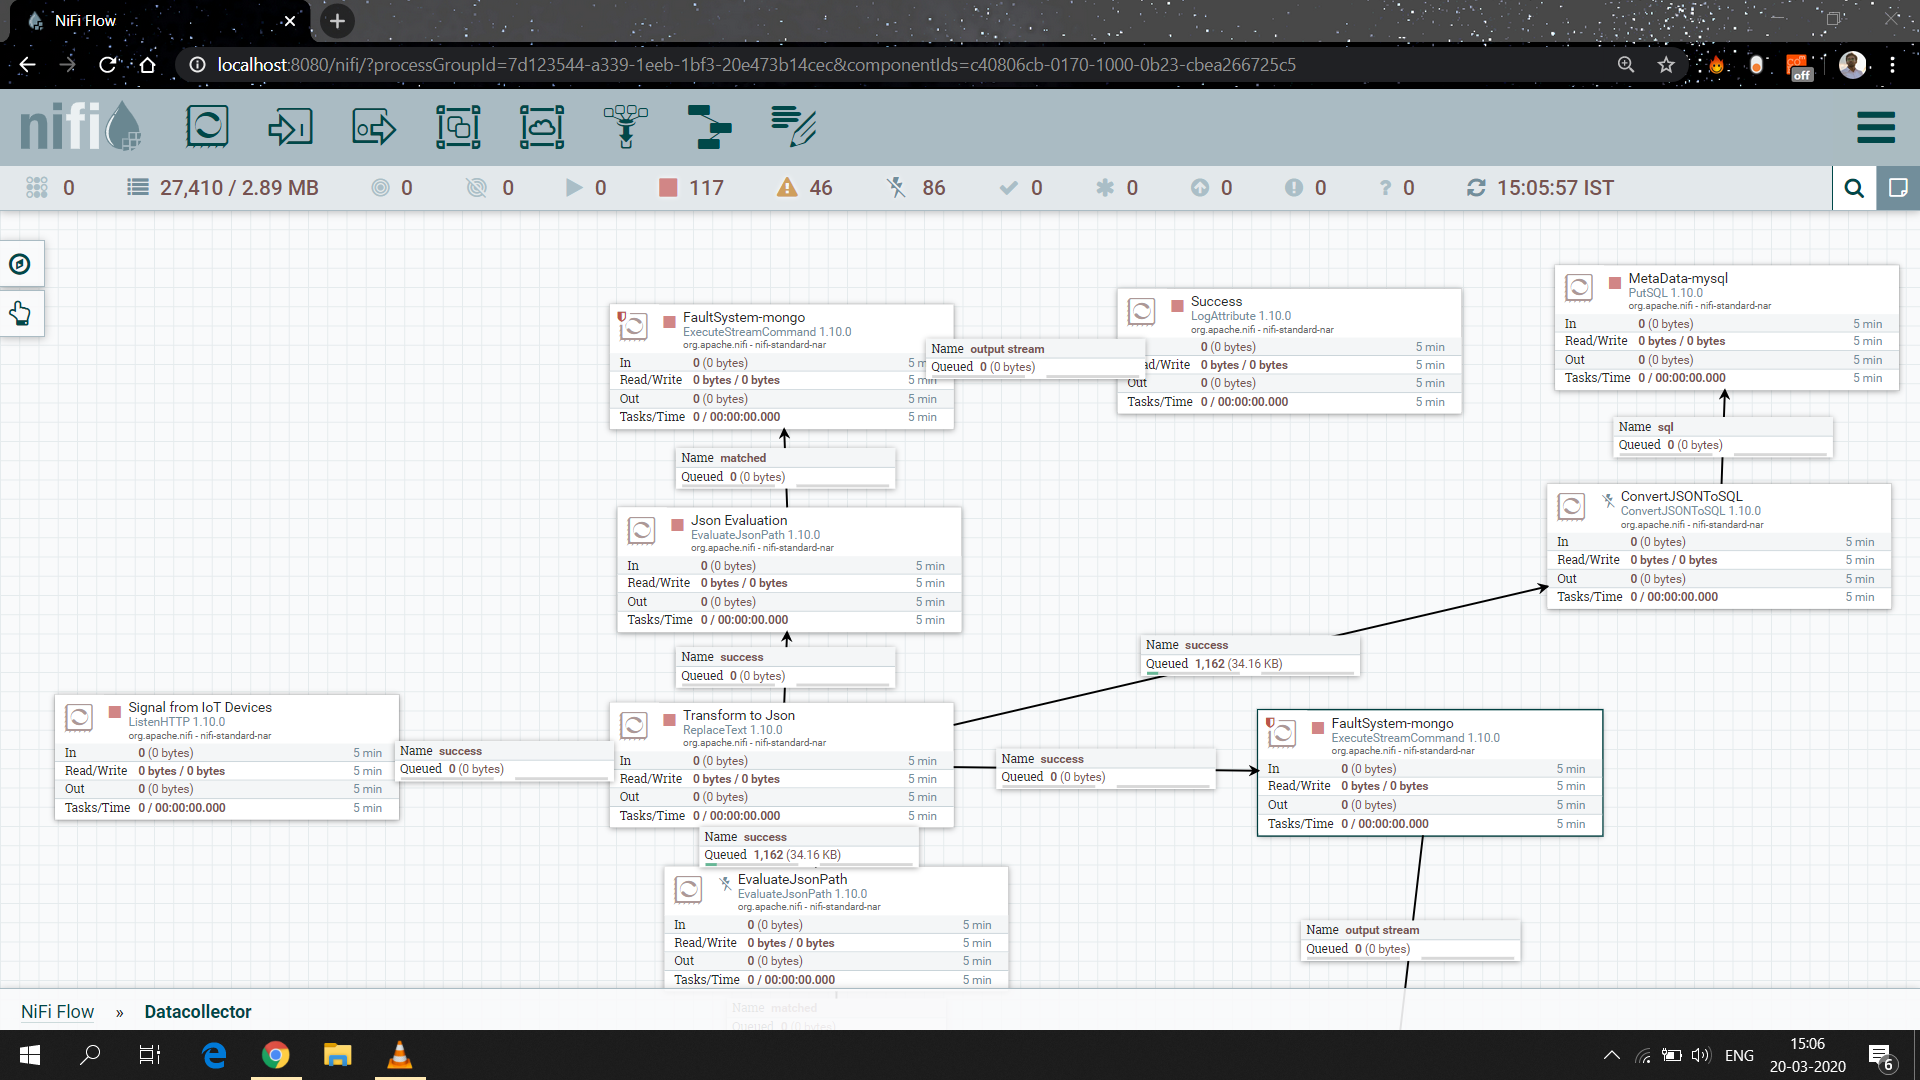 NiFi Flow
localhost:8080/nifi/?processGroupId=7d123544-a339-1eeb-1bf3-20e473b14cec&componentIds=c40806cb-0170-1000-0b23-cbea266725c5
off
nifi
0
27,410 / 2.89 MB
0
0
0
117
46
86
0
0
0
0
0
15:05:57 IST
MetaData-mysql
PutSQL 1.10.0
org.apache.nifi - nifi-standard-nar
In 0 (0 bytes) 5 min
Read/Write 0 bytes / 0 bytes
Out 0 (0 bytes) 5 min
Tasks/Time 0 / 00:00:00.000 5 min
Success
LogAttribute 1.10.0
org.apache.nifi - nifi-standard-nar
0 (0 bytes) 5 min
ad/Write 0 bytes / 0 bytes 5 min
Out 0 (0 bytes) 5 min
Tasks/Time 0 / 00:00:00.000 5 min
FaultSystem-mongo
ExecuteStreamCommand 1.10.0
org.apache.nifi - nifi-standard-nar
In 0 (0 bytes) 5 m
Read/Write 0 bytes / 0 bytes 5 min
Out 0 (0 bytes) 5 min
Tasks/Time 0 / 00:00:00.000 5 min
Name output stream
Queued 0 (0 bytes)
Name sql
Queued 0 (0 bytes)
Name matched
Queued 0 (0 bytes)
ConvertJSONToSQL
ConvertJSONToSQL 1.10.0
org.apache.nifi - nifi-standard-nar
In 0 (0 bytes) 5 min
Read/Write 0 bytes / 0 bytes 5 min
Out 0 (0 bytes) 5 min
Tasks/Time 0 / 00:00:00.000 5 min
Json Evaluation
EvaluateJsonPath 1.10.0
org.apache.nifi - nifi-standard-nar
In 0 (0 bytes) 5 min
Read/Write 0 bytes / 0 bytes 5 min
Out 0 (0 bytes) 5 min
Tasks/Time 0 / 00:00:00.000 5 min
Name success
Queued 1,162 (34.16 KB)
Name success
Queued 0 (0 bytes)
Signal from IoT Devices
ListenHTTP 1.10.0
org.apache.nifi - nifi-standard-nar
In 0 (0 bytes) 5 min
Read/Write 0 bytes / 0 bytes 5 min
Out 0 (0 bytes) 5 min
Tasks/Time 0 / 00:00:00.000 5 min
Name success
Queued 0 (0 bytes)
Transform to Json
ReplaceText 1.10.0
org.apache.nifi - nifi-standard-nar
In 0 (0 bytes) 5 min
Read/Write 0 bytes / 0 bytes 5 min
Out 0 (0 bytes) 5 min
Tasks/Time 0 / 00:00:00.000 5 min
Name success
Queued 0 (0 bytes)
FaultSystem-mongo
ExecuteStreamCommand 1.10.0
org.apache.nifi - nifi-standard-nar
In 0 (0 bytes) 5 min
Read/Write 0 bytes / 0 bytes 5 min
Out 0 (0 bytes) 5 min
Tasks/Time 0 / 00:00:00.000 5 min
Name success
Queued 1,162 (34.16 KB)
EvaluateJsonPath
EvaluateJsonPath 1.10.0
org.apache.nifi - nifi-standard-nar
In 0 (0 bytes) 5 min
Read/Write 0 bytes / 0 bytes 5 min
Out 0 (0 bytes) 5 min
Tasks/Time 0 / 00:00:00.000 5 min
Name output stream
Queued 0 (0 bytes)
Name matched
Queued 0 (0 bytes)
NiFi Flow » Datacollector
ENG
15:06
20-03-2020
6